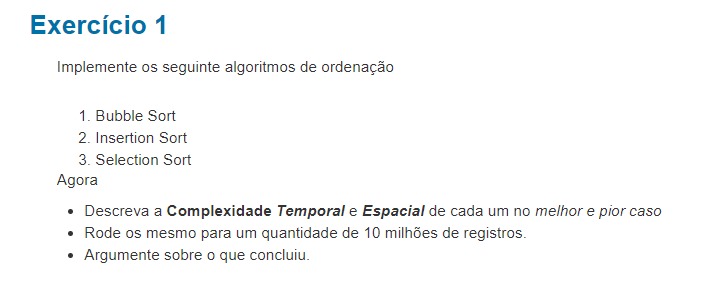 Exercício 1
Implemente os seguinte algoritmos de ordenação
1. Bubble Sort
2. Insertion Sort
3. Selection Sort
Agora
• Descreva a Complexidade Temporal e Espacial de cada um no melhor e pior caso
• Rode os mesmo para um quantidade de 10 milhões de registros.
• Argumente sobre o que concluiu.